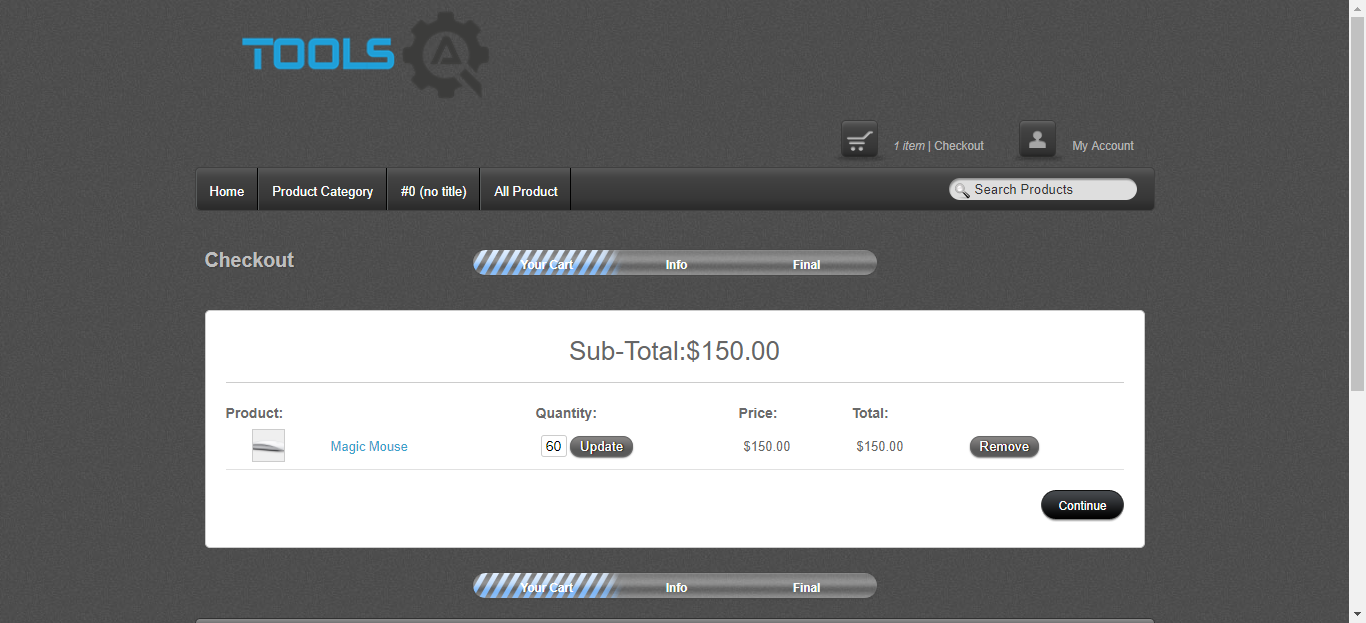 TOOLS
1 item | Checkout
My Account
Home
Product Category
#0 (no title)
All Product
Search Products
Checkout
Your Cart
Info
Final
Sub-Total:$150.00
Product:
Quantity:
Price:
Total:
Magic Mouse
60
Update
$150.00
$150.00
Remove
Continue
Your Cart
Info
Final